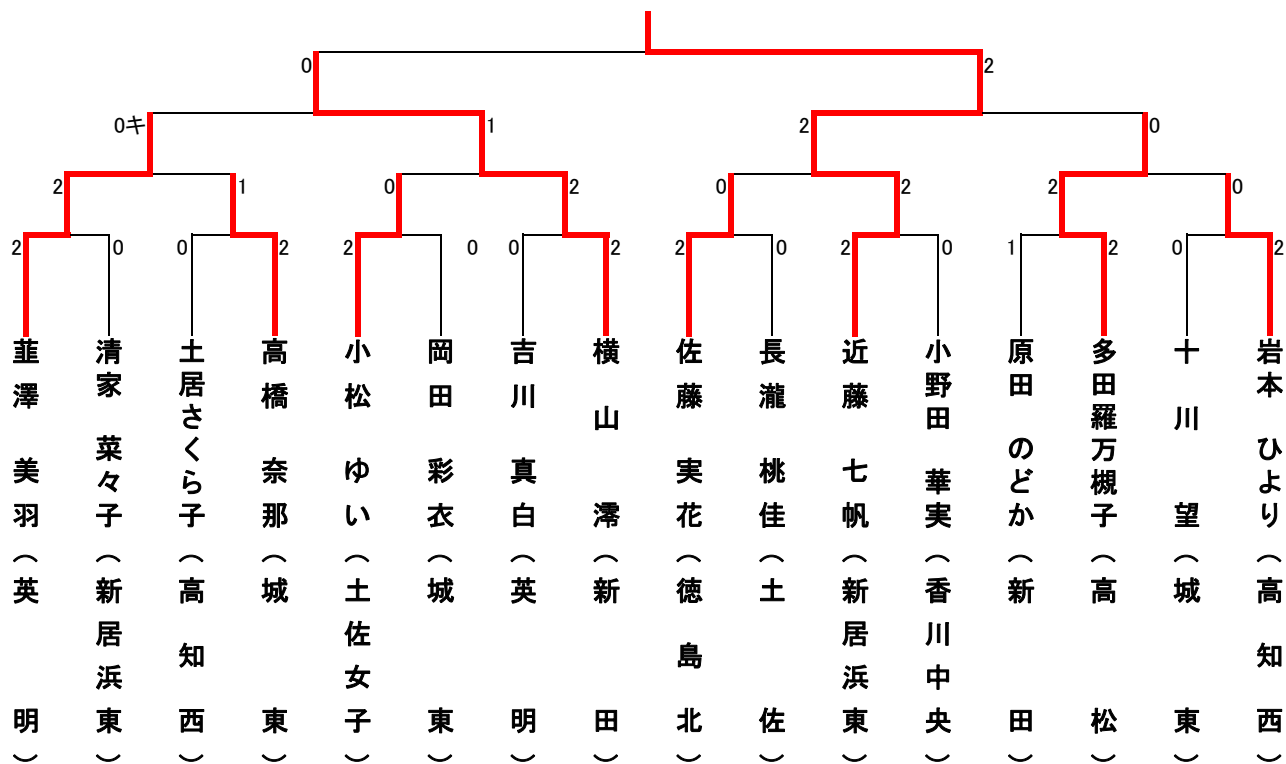 0 2
0キ 1 2 0
2 1 0 2 0 2 2 0
2 0 0 2 2 0 0 2 2 0 2 0 1 2 0 2
韮澤 美羽(英明)
清家 菜々子(新居浜東)
土居さくら子(高知西)
高橋 奈那(城東)
小松 ゆい(土佐女子)
岡田 彩衣(城東)
吉川 真白(英明)
横山 澪(新田)
佐藤 実花(徳島北)
長瀧 桃佳(土佐)
近藤 七帆(新居浜東)
小野田 華実(香川中央)
原田 のどか(新田)
多田羅万槻子(高松)
十川 望(城東)
岩本 ひより(高知西)